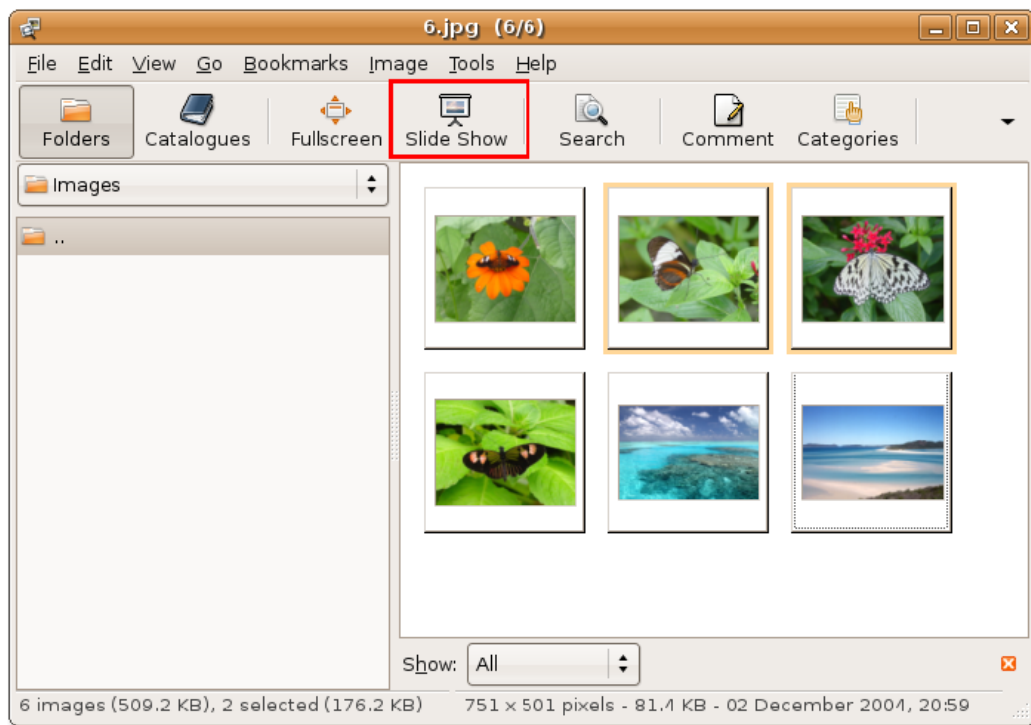 6.jpg (6/6)
File Edit View Go Bookmarks Image Tools Help
Folders Catalogues Fullscreen Slide Show Search Comment Categories
Images
..
Show: All
6 images (509.2 KB), 2 selected (176.2 KB) 751 x 501 pixels - 81.4 KB - 02 December 2004, 20:59